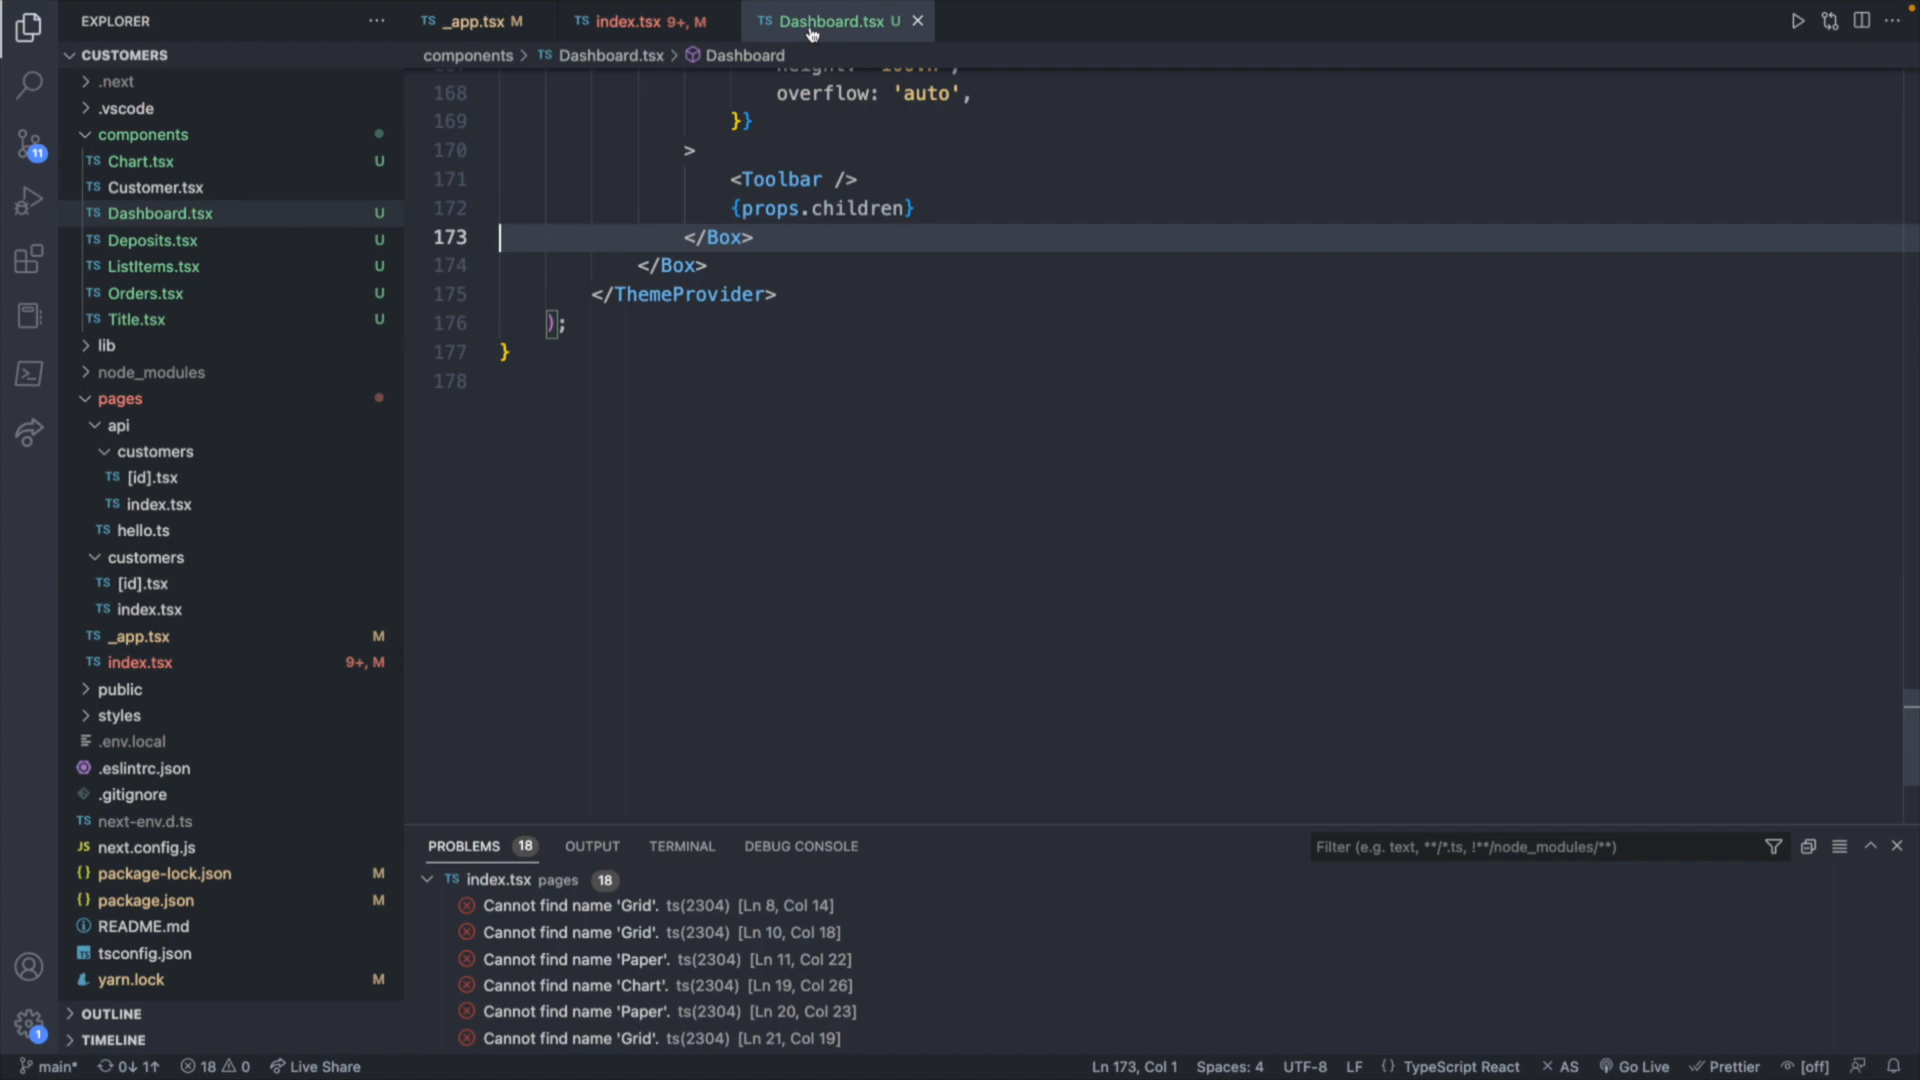 EXPLORER
TS _app.tsx M
TS index.tsx 9+, M
TS Dashboard.tsx U
CUSTOMERS
components > TS Dashboard.tsx > Dashboard
.next
.vscode
components
TS Chart.tsx U
TS Customer.tsx
TS Dashboard.tsx U
TS Deposits.tsx U
TS ListItems.tsx U
TS Orders.tsx U
TS Title.tsx U
lib
node_modules
pages
api
customers
TS [id].tsx
TS index.tsx
TS hello.ts
customers
TS [id].tsx
TS index.tsx
TS _app.tsx M
TS index.tsx 9+, M
public
styles
.env.local
.eslintrc.json
.gitignore
TS next-env.d.ts
JS next.config.js
{} package-lock.json M
{} package.json M
README.md
TS tsconfig.json
yarn.lock M
OUTLINE
TIMELINE
11
1
168 overflow: 'auto',
169 }}
170 >
171 <Toolbar />
172 {props.children}
173 </Box>
174 </Box>
175 </ThemeProvider>
176 );
177 }
178
PROBLEMS 18 OUTPUT TERMINAL DEBUG CONSOLE Filter (e.g. text, **/*.ts, !**/node_modules/**)
TS index.tsx pages 18
Cannot find name 'Grid'. ts(2304) [Ln 8, Col 14]
Cannot find name 'Grid'. ts(2304) [Ln 10, Col 18]
Cannot find name 'Paper'. ts(2304) [Ln 11, Col 22]
Cannot find name 'Chart'. ts(2304) [Ln 19, Col 26]
Cannot find name 'Paper'. ts(2304) [Ln 20, Col 23]
Cannot find name 'Grid'. ts(2304) [Ln 21, Col 19]
main* 0↓ 1↑ 18 0 Live Share Ln 173, Col 1 Spaces: 4 UTF-8 LF {} TypeScript React × AS Go Live Prettier [off]